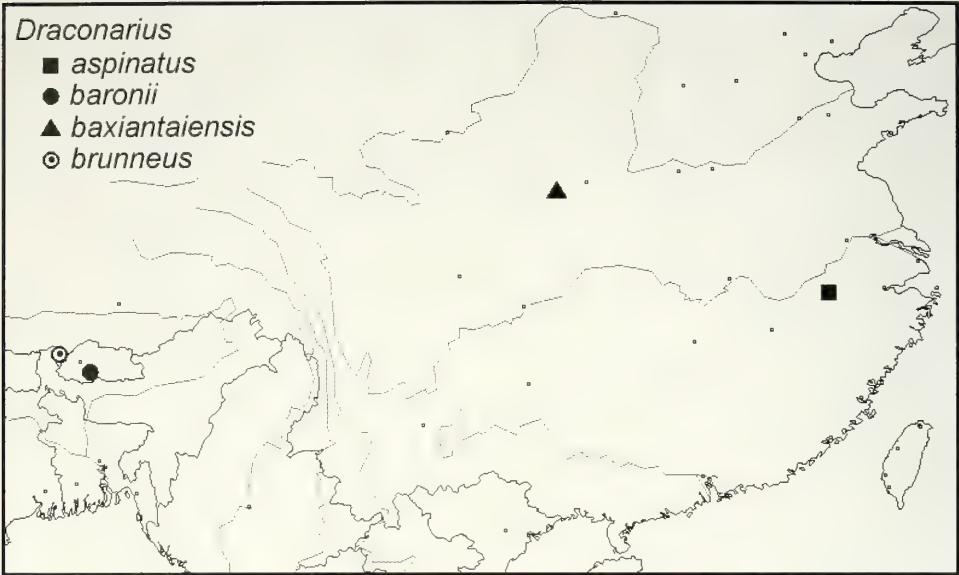 Draconarius
aspinatus
baronii
baxiantaiensis
brunneus